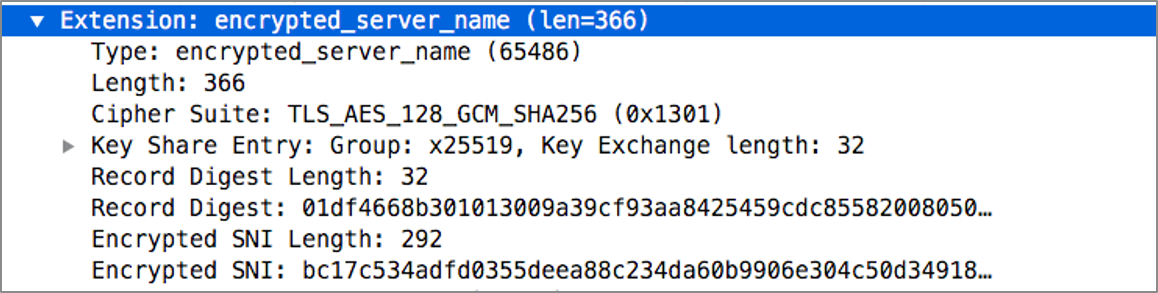 Extension: encrypted_server_name (len=366)
Type: encrypted_server_name (65486)
Length: 366
Cipher Suite: TLS_AES_128_GCM_SHA256 (0x1301)
Key Share Entry: Group: x25519, Key Exchange length: 32
Record Digest Length: 32
Record Digest: 01df4668b301013009a39cf93aa8425459cdc85582008050…
Encrypted SNI Length: 292
Encrypted SNI: bc17c534adfd0355deea88c234da60b9906e304c50d34918…